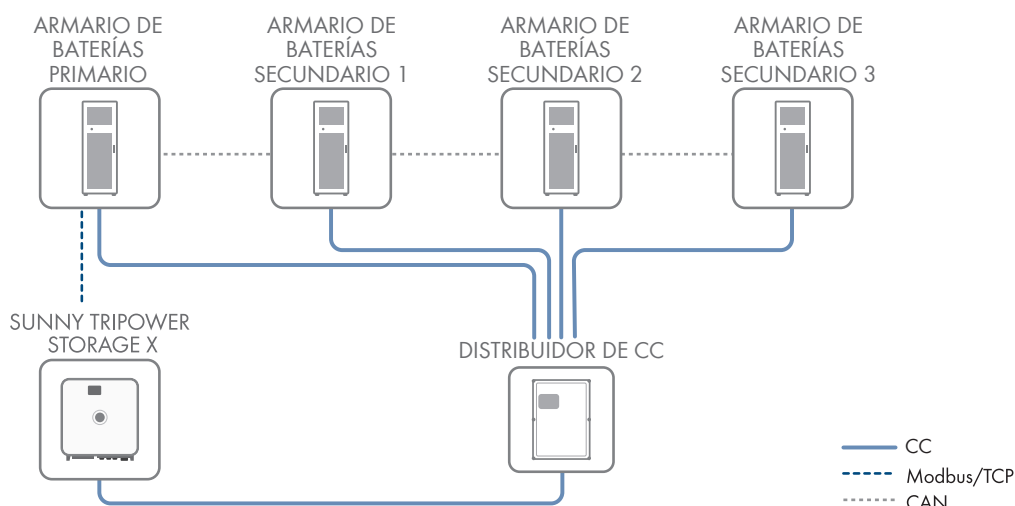 ARMARIO DE
BATERÍAS
PRIMARIO
ARMARIO DE
BATERÍAS
SECUNDARIO 1
ARMARIO DE
BATERÍAS
SECUNDARIO 2
ARMARIO DE
BATERÍAS
SECUNDARIO 3
SUNNY TRIPOWER
STORAGE X
DISTRIBUIDOR DE CC
CC
Modbus/TCP
CAN